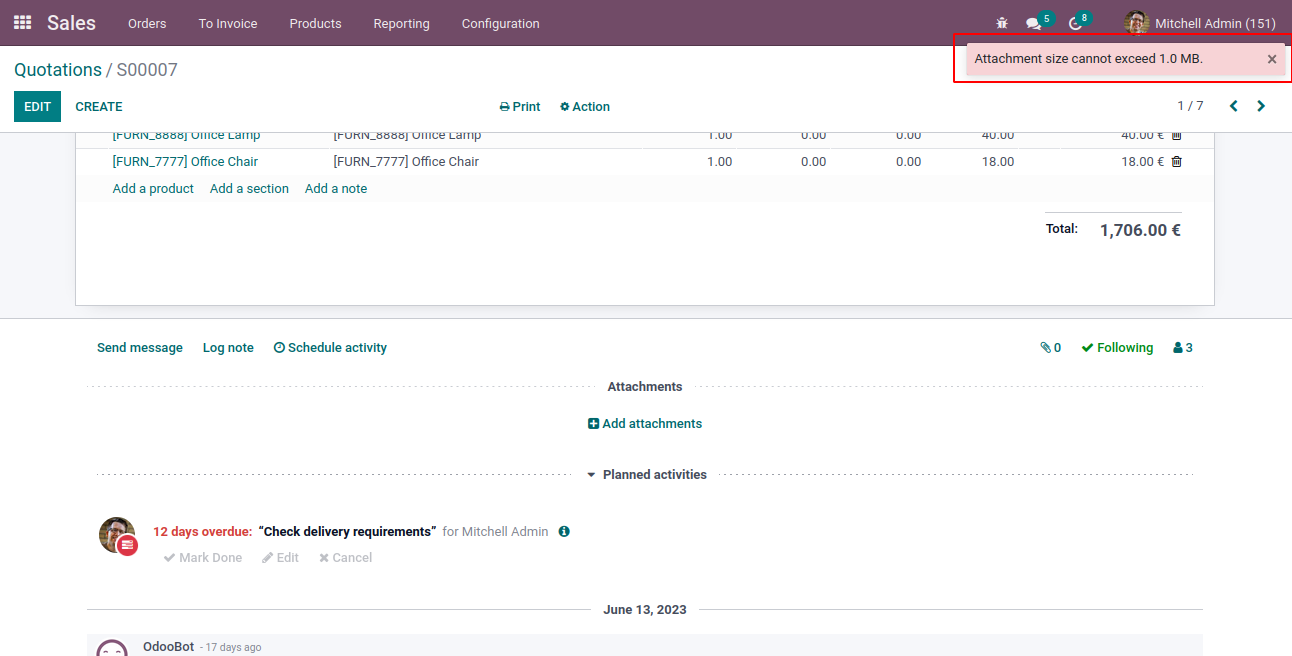 Sales Orders To Invoice Products Reporting Configuration 5 8 Mitchell Admin (151)
Attachment size cannot exceed 1.0 MB. ×
Quotations / S00007
EDIT CREATE Print Action 1 / 7
[FURN_8888] Office Lamp [FURN_8888] Office Lamp 1.00 0.00 0.00 40.00 40.00 €
[FURN_7777] Office Chair [FURN_7777] Office Chair 1.00 0.00 0.00 18.00 18.00 €
Add a product Add a section Add a note
Total: 1,706.00 €
Send message Log note Schedule activity 0 Following 3
Attachments
Add attachments
Planned activities
12 days overdue: “Check delivery requirements” for Mitchell Admin
Mark Done Edit Cancel
June 13, 2023
OdooBot - 17 days ago